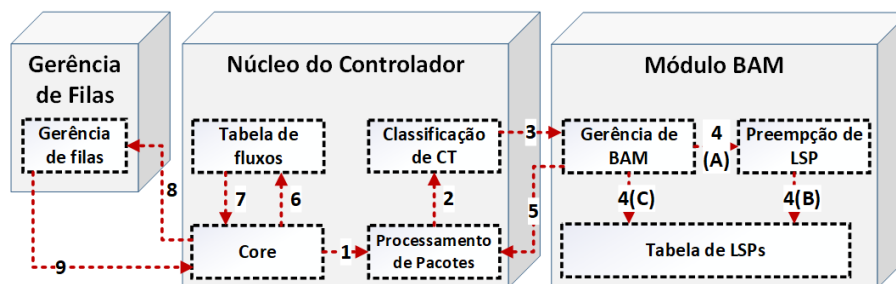 Gerência
de Filas
Núcleo do Controlador
Módulo BAM
Gerência
de filas
Tabela de
fluxos
Classificação
de CT
3
Gerência de
BAM
4
(A)
Preempção de
LSP
8
7
6
2
5
4(C)
4(B)
Core
1
Processamento
de Pacotes
Tabela de LSPs
9